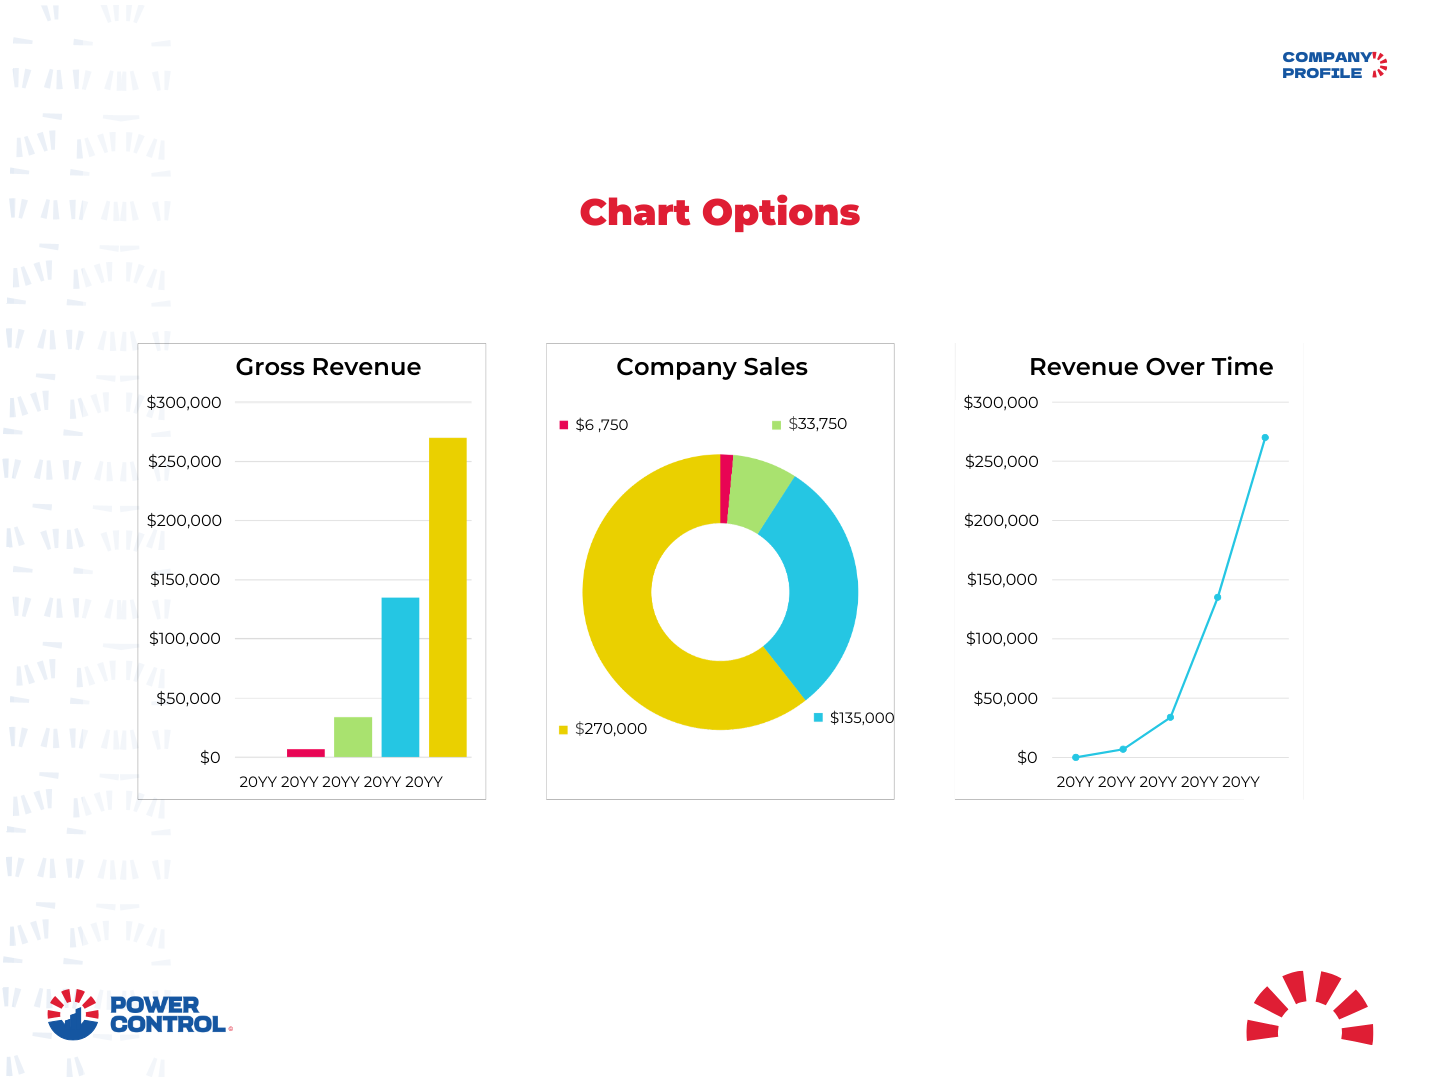 COMPANY
PROFILE
Chart Options
Gross Revenue
$300,000
$250,000
$200,000
$150,000
$100,000
$50,000
$0
20YY 20YY 20YY 20YY 20YY
Company Sales
$6 ,750
$33,750
$270,000
$135,000
Revenue Over Time
$300,000
$250,000
$200,000
$150,000
$100,000
$50,000
$0
20YY 20YY 20YY 20YY 20YY
POWER
CONTROL